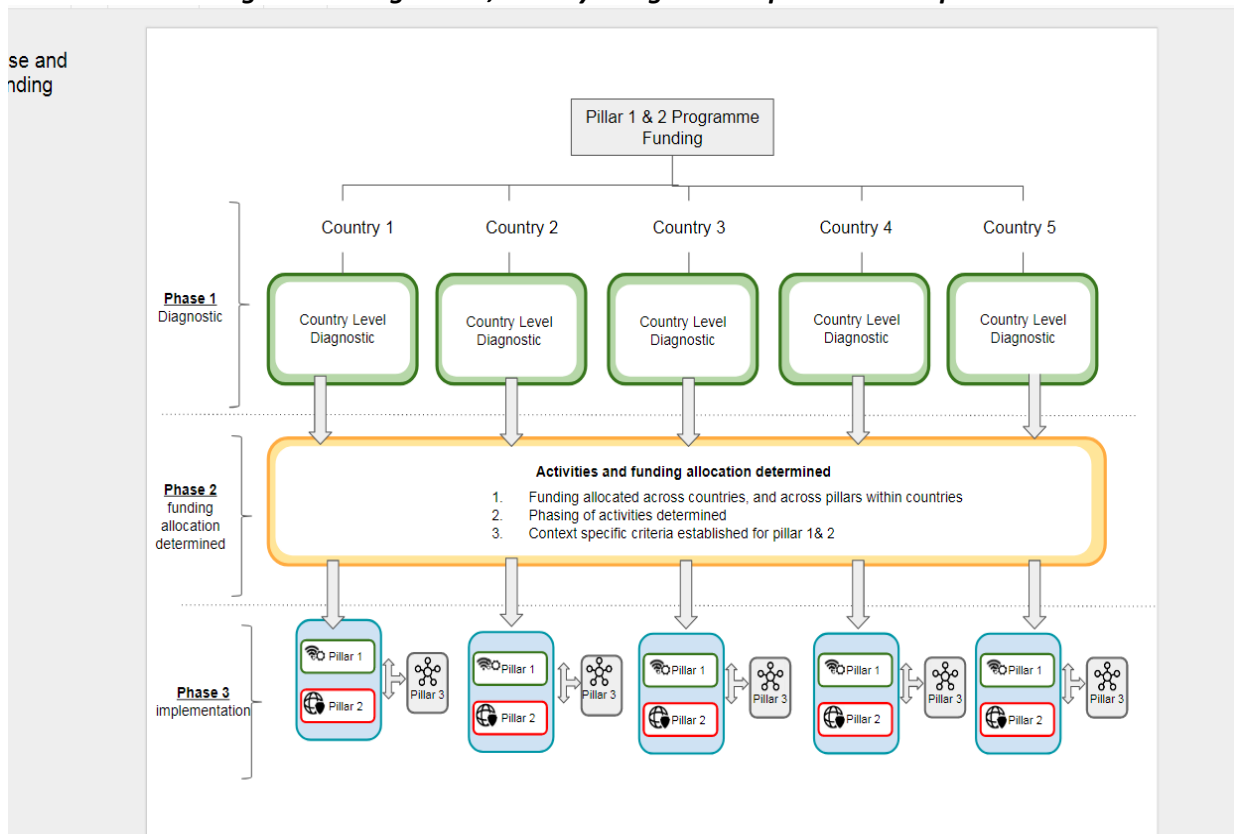 se and
nding
Pillar 1 & 2 Programme
Funding
Country 1
Country 2
Country 3
Country 4
Country 5
Phase 1
Diagnostic
Country Level
Diagnostic
Country Level
Diagnostic
Country Level
Diagnostic
Country Level
Diagnostic
Country Level
Diagnostic
Phase 2
funding
allocation
determined
Activities and funding allocation determined
1. Funding allocated across countries, and across pillars within countries
2. Phasing of activities determined
3. Context specific criteria established for pillar 1& 2
Phase 3
implementation
Pillar 1
Pillar 2
Pillar 3
Pillar 1
Pillar 2
Pillar 3
Pillar 1
Pillar 2
Pillar 3
Pillar 1
Pillar 2
Pillar 3
Pillar 1
Pillar 2
Pillar 3